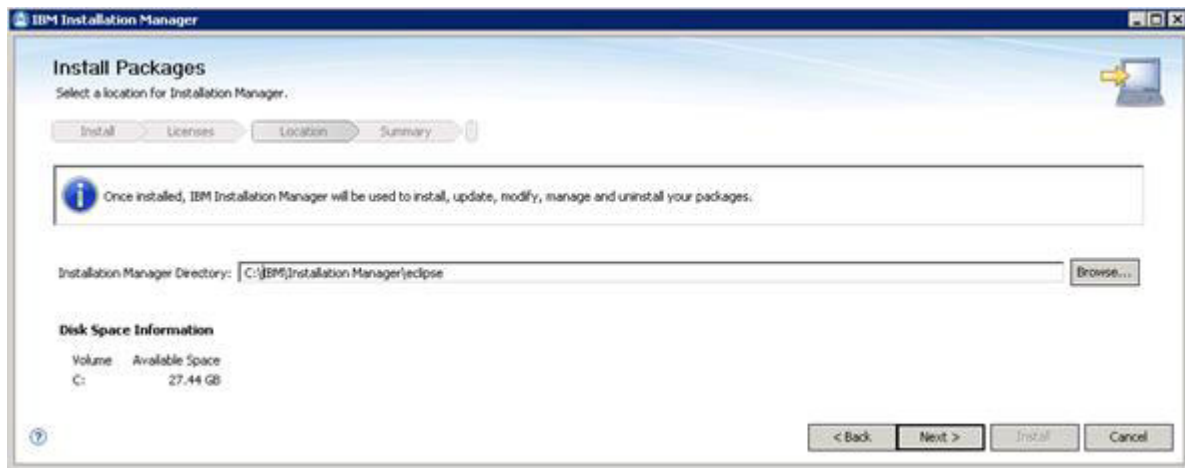 IBM Installation Manager
Install Packages
Select a location for Installation Manager.
Install Licenses Location Summary
Once installed, IBM Installation Manager will be used to install, update, modify, manage and uninstall your packages.
Installation Manager Directory: C:\IBM\Installation Manager\eclipse Browse...
Disk Space Information
Volume Available Space
C: 27.44 GB
? < Back Next > Install Cancel